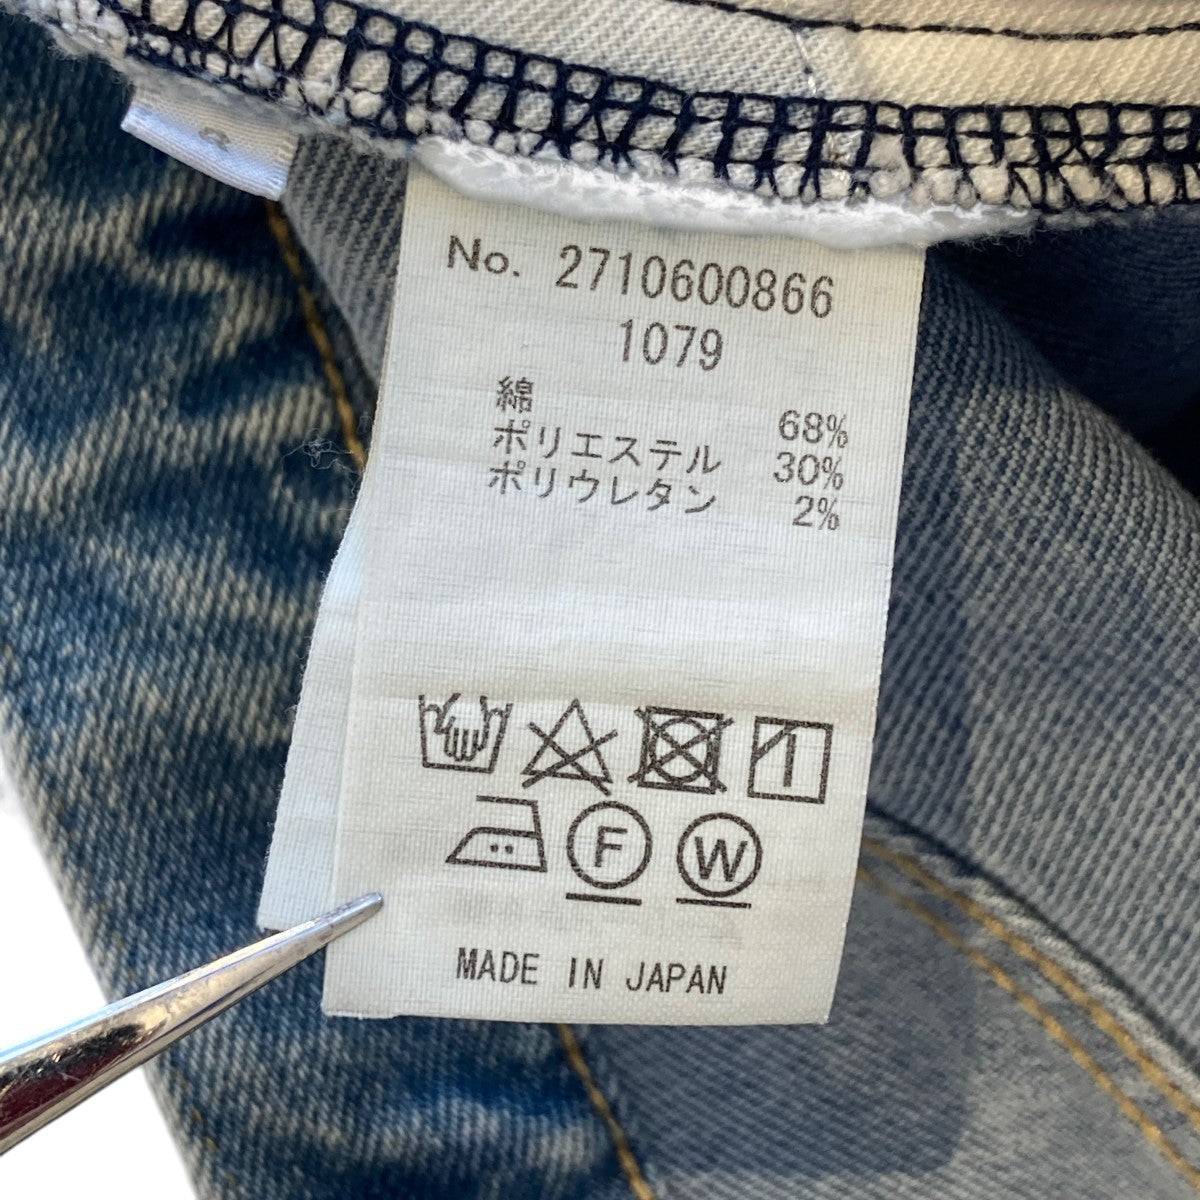 No. 2710600866
1079
綿 68%
ポリエステル 30%
ポリウレタン 2%
F W
MADE IN JAPAN